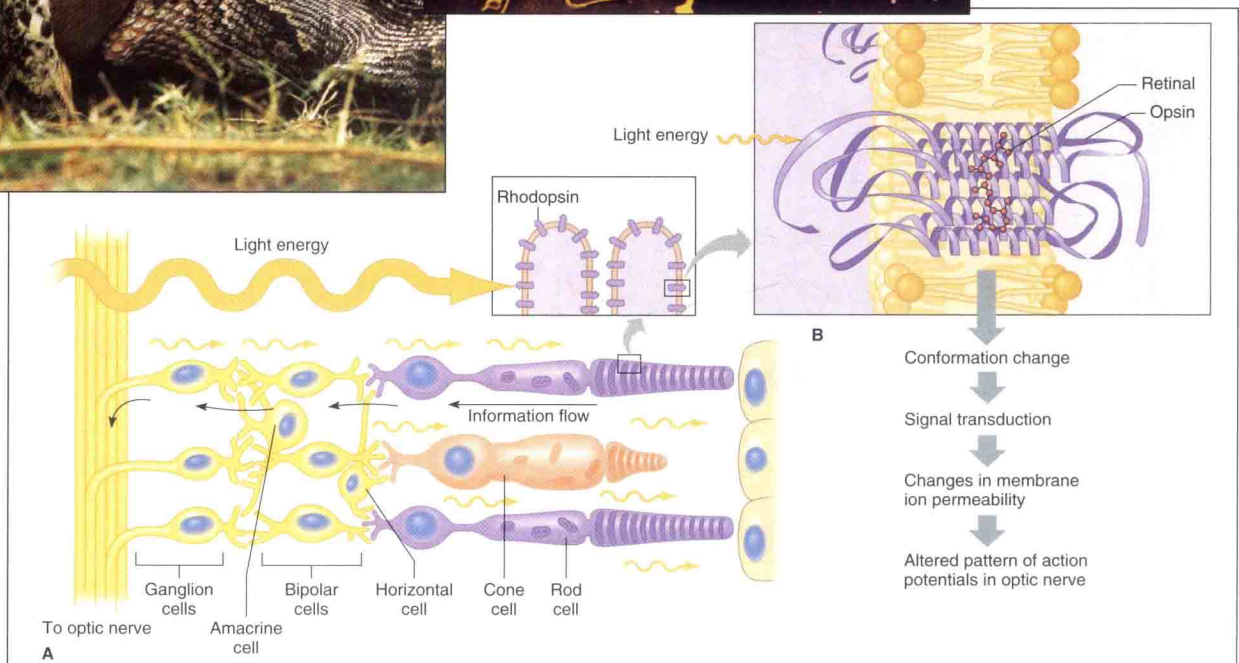 Retinal
Opsin
Light energy
Rhodopsin
Light energy
B
Conformation change
Signal transduction
Changes in membrane
ion permeability
Altered pattern of action
potentials in optic nerve
Information flow
Ganglion
cells
Bipolar
cells
Horizontal
cell
Cone
cell
Rod
cell
To optic nerve
Amacrine
cell
A